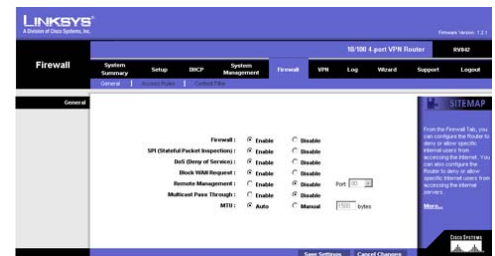 LINKSYS®
A Division of Cisco Systems, Inc.
Firmware Version: 1.2.1
10/100 4-port VPN Router
RV042
Firewall
System Summary
Setup
DHCP
System Management
Firewall
VPN
Log
Wizard
Support
Logout
General | Access Rules | Content Filter
General
SITEMAP
Firewall : Enable Disable
SPI (Stateful Packet Inspection) : Enable Disable
DoS (Deny of Service) : Enable Disable
Block WAN Request : Enable Disable
Remote Management : Enable Disable Port: 80
Multicast Pass Through : Enable Disable
MTU : Auto Manual 1500 bytes
From the Firewall Tab, you
can configure the Router to
deny or allow specific
internal users from
accessing the internet. You
can also configure the
Router to deny or allow
specific Internet users from
accessing the internal
servers.
More...
Save Settings Cancel Changes
CISCO SYSTEMS